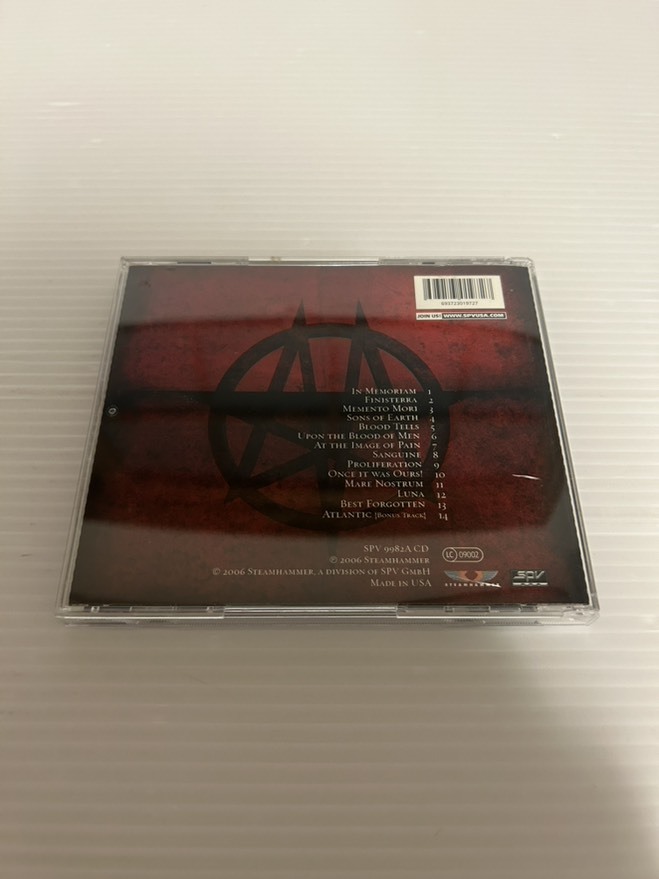 693723019727
JOIN US! WWW.SPVUSA.COM
IN MEMORIAM 1
FINISTERRA 2
MEMENTO MORI 3
SONS OF EARTH 4
BLOOD TELLS 5
UPON THE BLOOD OF MEN 6
AT THE IMAGE OF PAIN 7
SANGUINE 8
PROLIFERATION 9
ONCE IT WAS OURS! 10
MARE NOSTRUM 11
LUNA 12
BEST FORGOTTEN 13
ATLANTIC [BONUS TRACK] 14
SPV 9982A CD
℗ 2006 STEAMHAMMER
© 2006 STEAMHAMMER, A DIVISION OF SPV GMBH
MADE IN USA
LC 09002
STEAMHAMMER
SPV